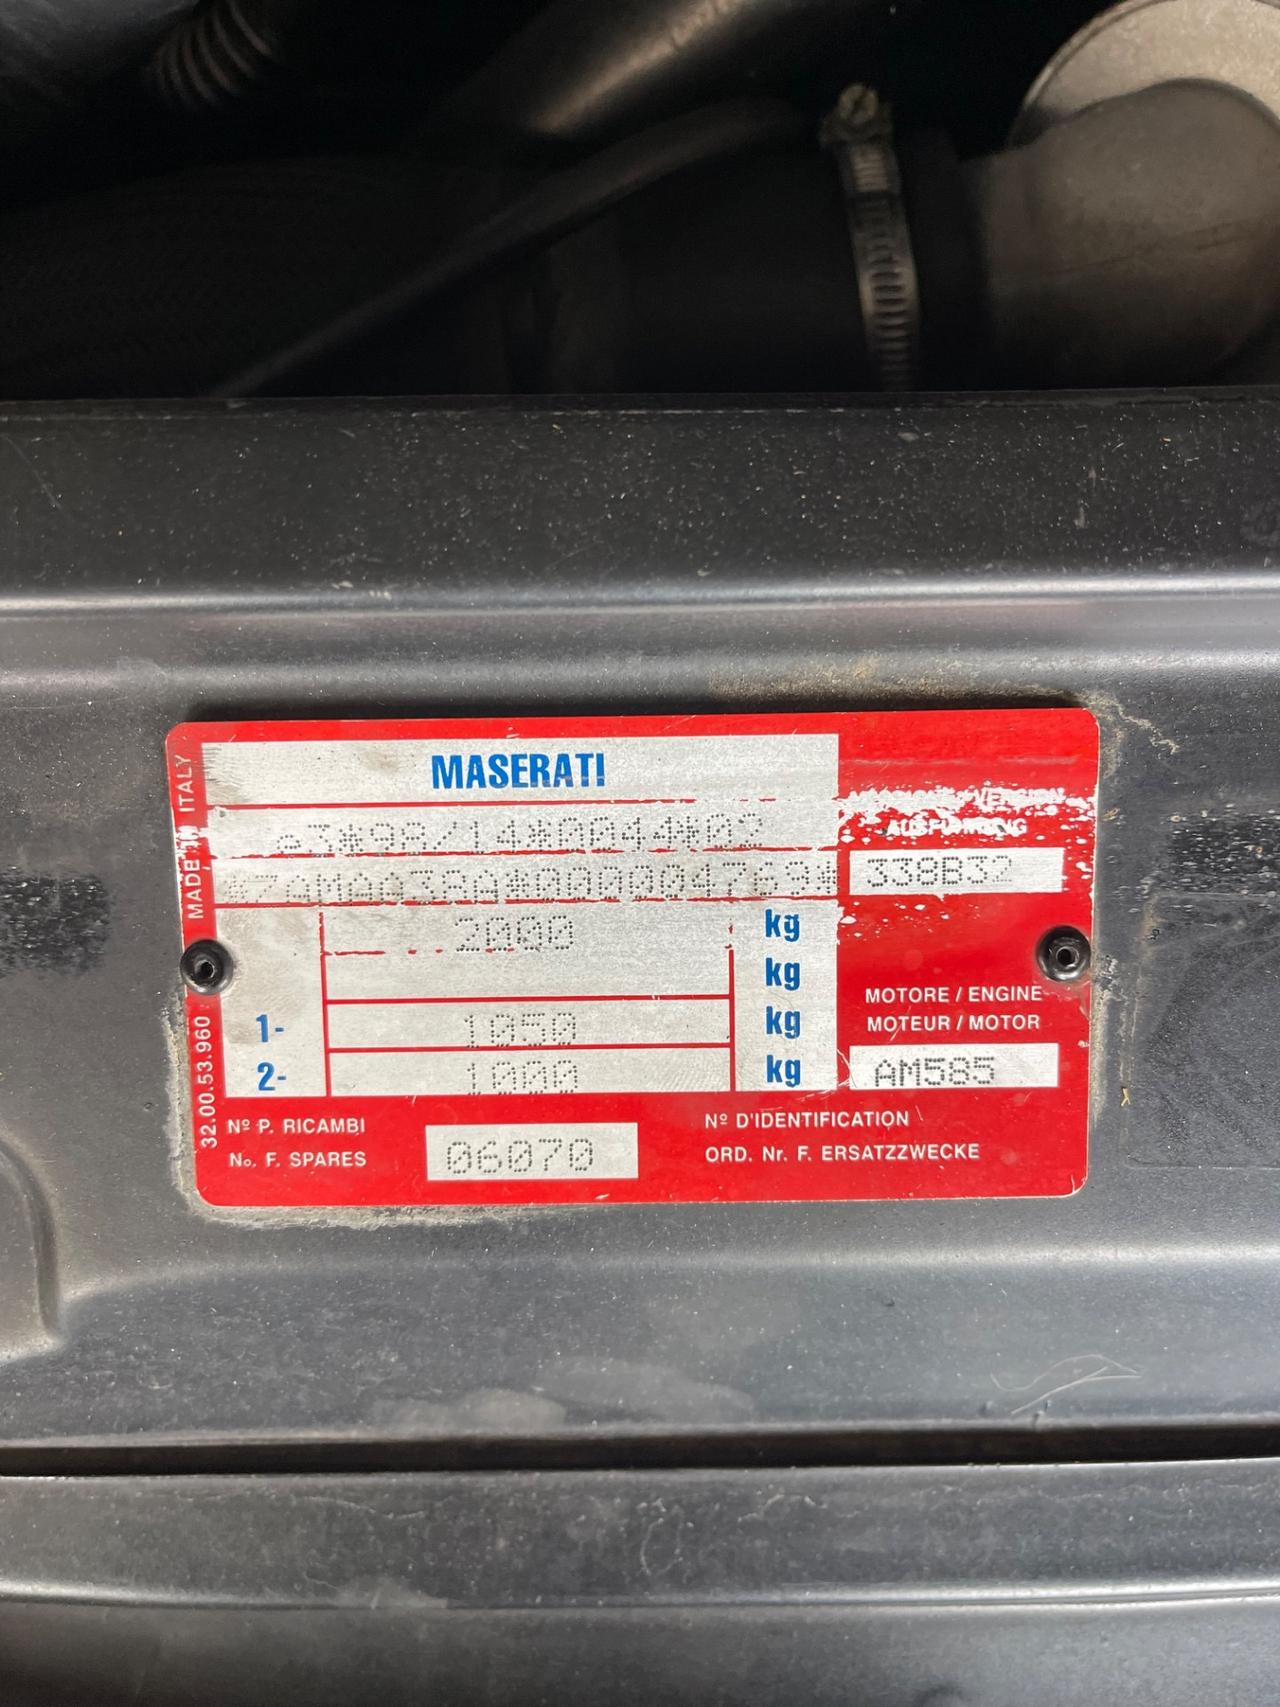 MASERATI
e3*98/14*0044*02
338B32
2000 kg
kg
1- 1050 kg
2- 1000 kg
MADE IN ITALY
32.00.53.960
VERSION
AUSFÜHRUNG
MOTORE / ENGINE
MOTEUR / MOTOR
AM585
Nº P. RICAMBI
No. F. SPARES
06070
Nº D'IDENTIFICATION
ORD. Nr. F. ERSATZZWECKE